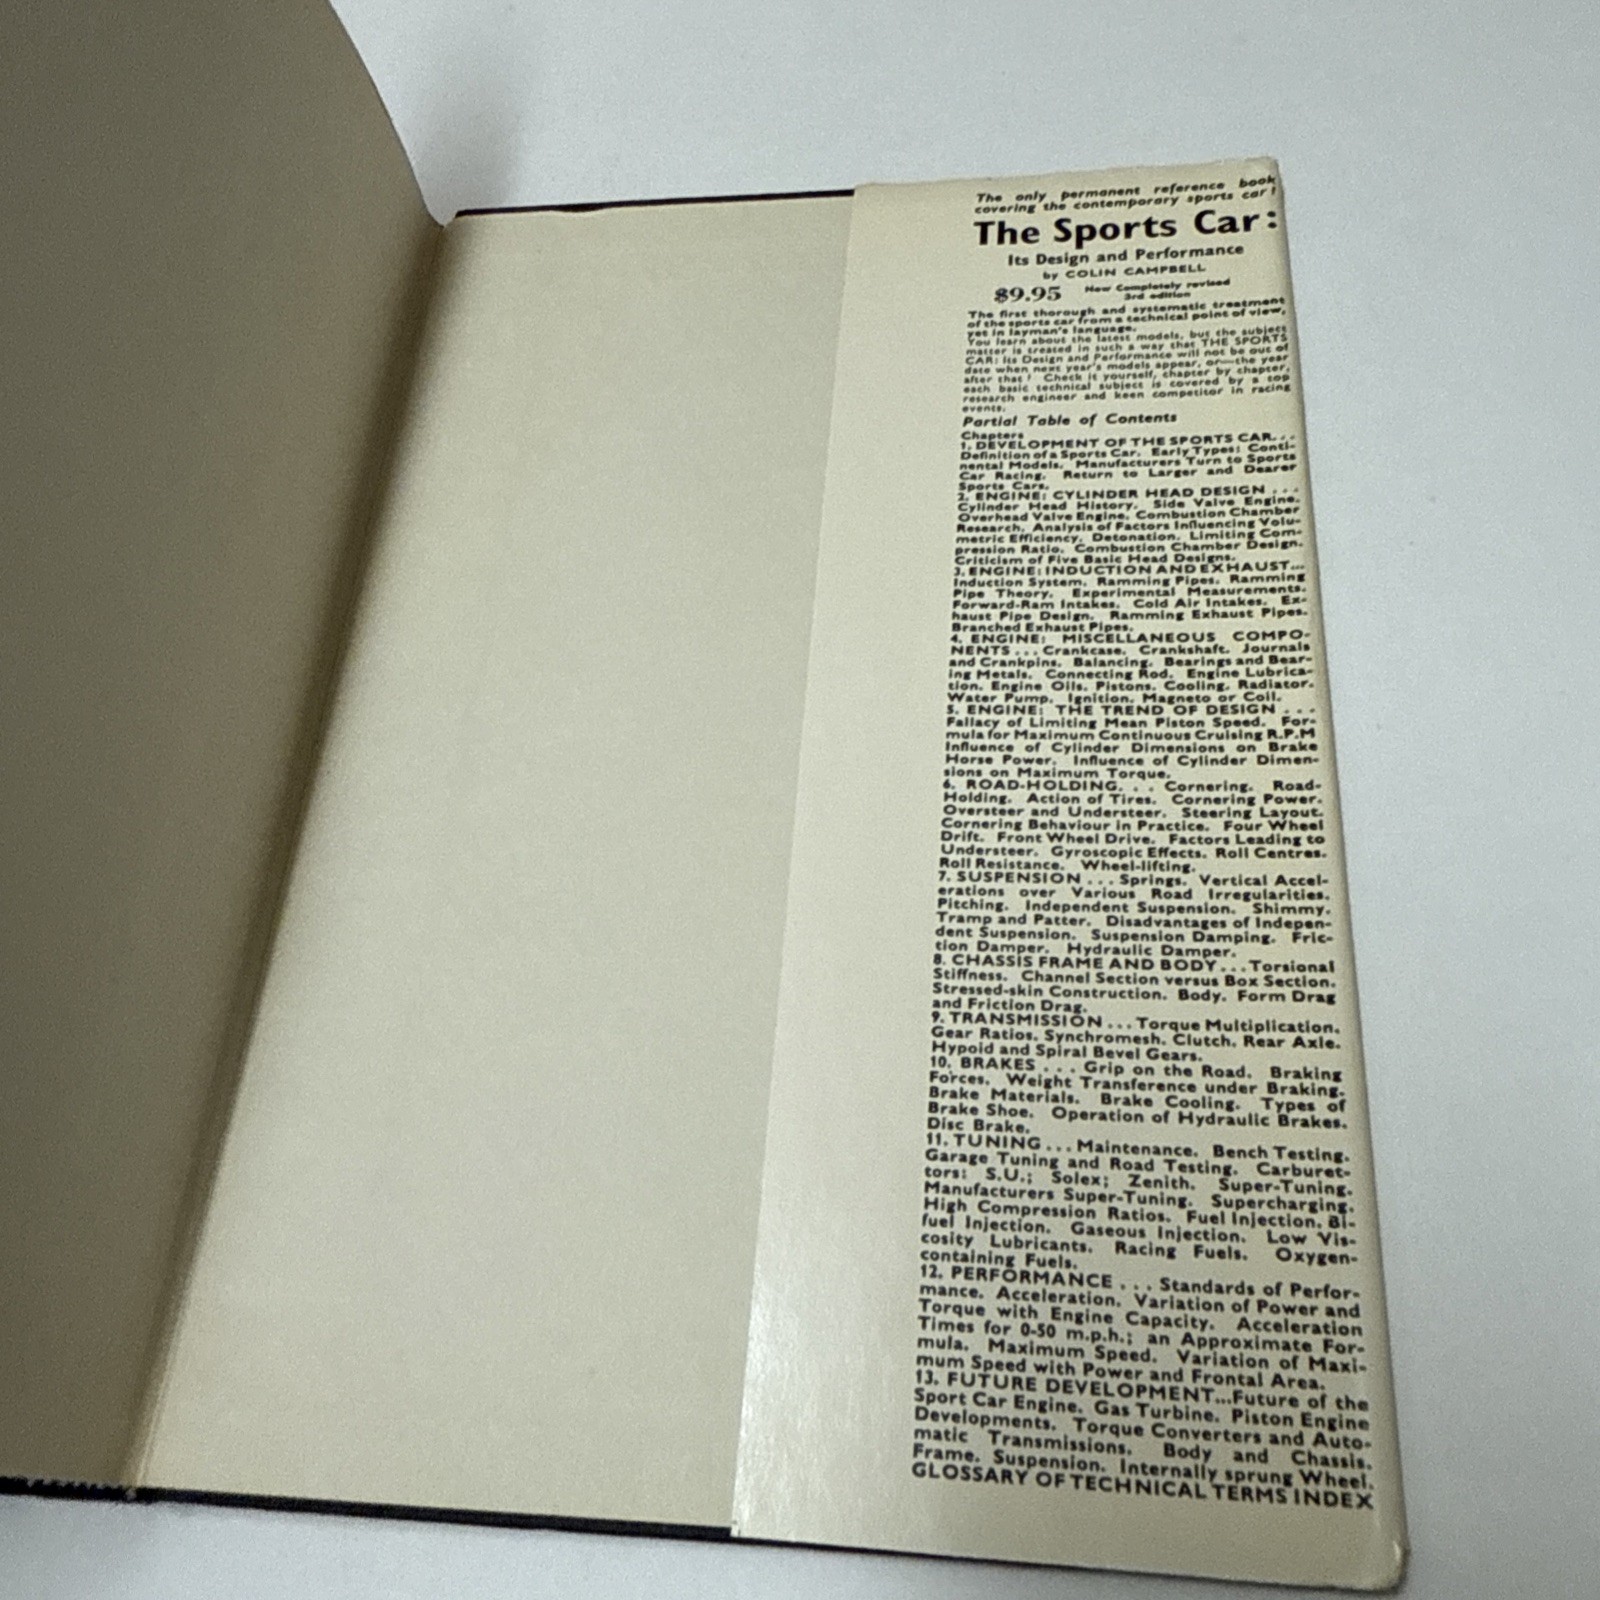 The only permanent reference book
covering the contemporary sports car!
The Sports Car:
Its Design and Performance
by COLIN CAMPBELL
$9.95 New Completely revised
3rd edition
The first thorough and systematic treatment
of the sports car from a technical point of view,
yet in layman's language.
You learn about the latest models, but the subject
matter is treated in such a way that THE SPORTS
CAR: Its Design and Performance will not be out of
date when next year's models appear, or—the year
after that! Check it yourself, chapter by chapter,
each basic technical subject is covered by a top
research engineer and keen competitor in racing
events.
Partial Table of Contents
Chapters
1. DEVELOPMENT OF THE SPORTS CAR...
Definition of a Sports Car. Early Types: Conti-
nental Models. Manufacturers Turn to Sports
Car Racing. Return to Larger and Dearer
Sports Cars.
2. ENGINE: CYLINDER HEAD DESIGN ...
Cylinder Head History. Side Valve Engine.
Overhead Valve Engine. Combustion Chamber
Research. Analysis of Factors Influencing Volu-
metric Efficiency. Detonation. Limiting Com-
pression Ratio. Combustion Chamber Design.
Criticism of Five Basic Head Designs.
3. ENGINE: INDUCTION AND EXHAUST...
Induction System. Ramming Pipes. Ramming
Pipe Theory. Experimental Measurements.
Forward-Ram Intakes. Cold Air Intakes. Ex-
haust Pipe Design. Ramming Exhaust Pipes.
Branched Exhaust Pipes.
4. ENGINE: MISCELLANEOUS COMPO-
NENTS ... Crankcase. Crankshaft. Journals
and Crankpins. Balancing. Bearings and Bear-
ing Metals. Connecting Rod. Engine Lubrica-
tion. Engine Oils. Pistons. Cooling. Radiator.
Water Pump. Ignition. Magneto or Coil.
5. ENGINE: THE TREND OF DESIGN ...
Fallacy of Limiting Mean Piston Speed. For-
mula for Maximum Continuous Cruising R.P.M
Influence of Cylinder Dimensions on Brake
Horse Power. Influence of Cylinder Dimen-
sions on Maximum Torque.
6. ROAD-HOLDING. . . Cornering. Road-
Holding. Action of Tires. Cornering Power.
Oversteer and Understeer. Steering Layout.
Cornering Behaviour in Practice. Four Wheel
Drift. Front Wheel Drive. Factors Leading to
Understeer. Gyroscopic Effects. Roll Centres.
Roll Resistance. Wheel-lifting.
7. SUSPENSION ... Springs. Vertical Accel-
erations over Various Road Irregularities.
Pitching. Independent Suspension. Shimmy.
Tramp and Patter. Disadvantages of Indepen-
dent Suspension. Suspension Damping. Fric-
tion Damper. Hydraulic Damper.
8. CHASSIS FRAME AND BODY ... Torsional
Stiffness. Channel Section versus Box Section.
Stressed-skin Construction. Body. Form Drag
and Friction Drag.
9. TRANSMISSION ... Torque Multiplication.
Gear Ratios. Synchromesh. Clutch. Rear Axle.
Hypoid and Spiral Bevel Gears.
10. BRAKES ... Grip on the Road. Braking
Forces. Weight Transference under Braking.
Brake Materials. Brake Cooling. Types of
Brake Shoe. Operation of Hydraulic Brakes.
Disc Brake.
11. TUNING ... Maintenance. Bench Testing.
Garage Tuning and Road Testing. Carburet-
tors: S.U.; Solex; Zenith. Super-Tuning.
Manufacturers Super-Tuning. Supercharging.
High Compression Ratios. Fuel Injection. Bi-
fuel Injection. Gaseous Injection. Low Vis-
cosity Lubricants. Racing Fuels. Oxygen-
containing Fuels.
12. PERFORMANCE ... Standards of Perfor-
mance. Acceleration. Variation of Power and
Torque with Engine Capacity. Acceleration
Times for 0-50 m.p.h.; an Approximate For-
mula. Maximum Speed. Variation of Maxi-
mum Speed with Power and Frontal Area.
13. FUTURE DEVELOPMENT...Future of the
Sport Car Engine. Gas Turbine. Piston Engine
Developments. Torque Converters and Auto-
matic Transmissions. Body and Chassis.
Frame. Suspension. Internally sprung Wheel.
GLOSSARY OF TECHNICAL TERMS INDEX